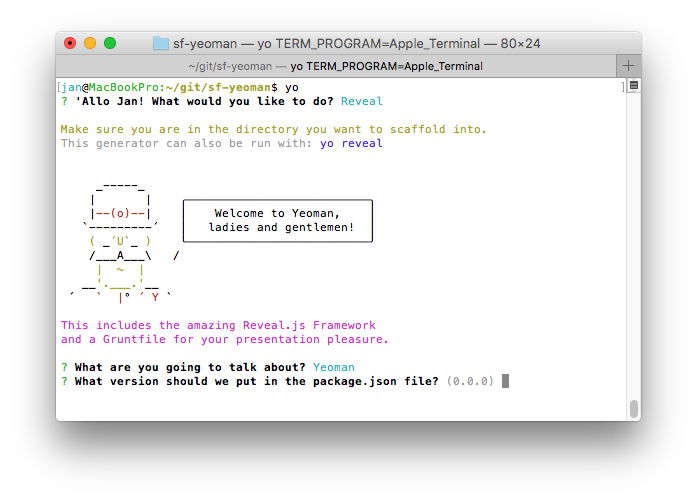 sf-yeoman — yo TERM_PROGRAM=Apple_Terminal — 80×24
~/git/sf-yeoman — yo TERM_PROGRAM=Apple_Terminal
[jan@MacBookPro:~/git/sf-yeoman$ yo ]
? 'Allo Jan! What would you like to do? Reveal
Make sure you are in the directory you want to scaffold into.
This generator can also be run with: yo reveal
Welcome to Yeoman,
ladies and gentlemen!
This includes the amazing Reveal.js Framework
and a Gruntfile for your presentation pleasure.
? What are you going to talk about? Yeoman
? What version should we put in the package.json file? (0.0.0)